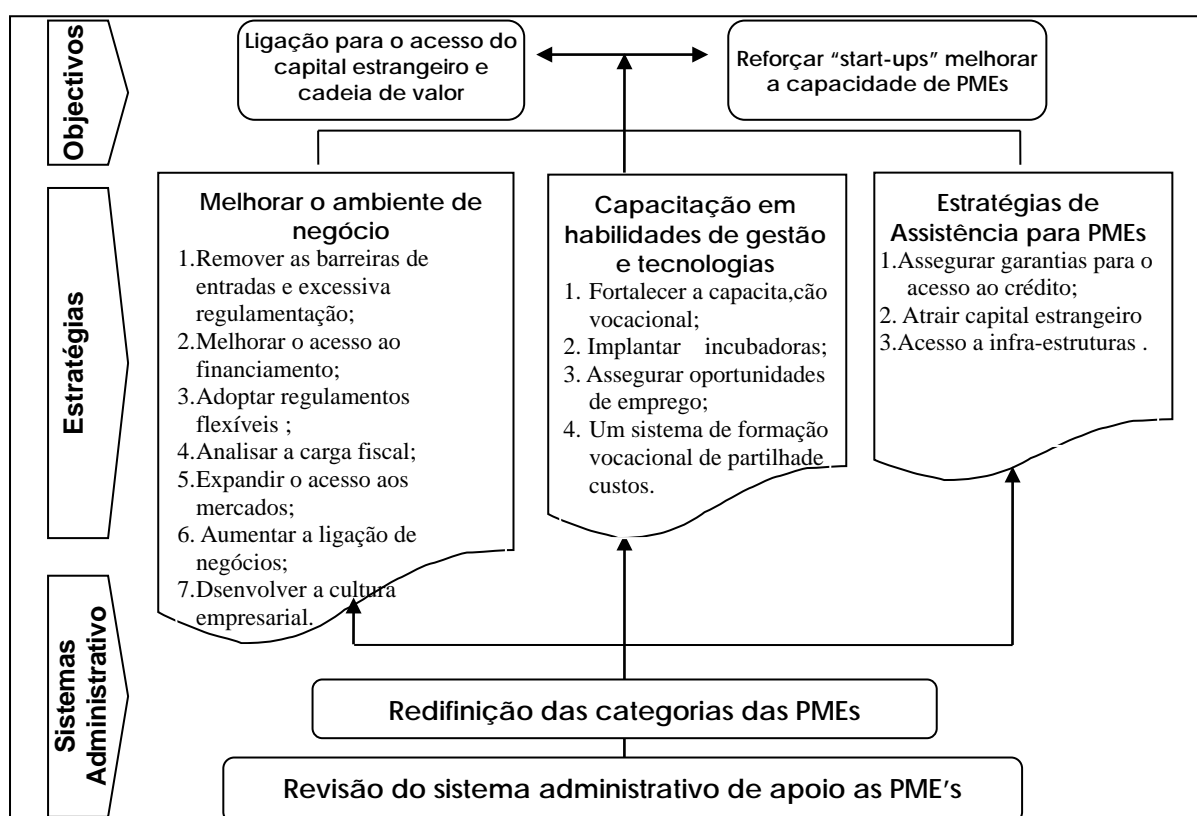 Objectivos
Ligação para o acesso do
capital estrangeiro e
cadeia de valor
Reforçar “start-ups” melhorar
a capacidade de PMEs
Estratégias
Melhorar o ambiente de
negócio
1.Remover as barreiras de
entradas e excessiva
regulamentação;
2.Melhorar o acesso ao
financiamento;
3.Adoptar regulamentos
flexíveis ;
4.Analisar a carga fiscal;
5.Expandir o acesso aos
mercados;
6. Aumentar a ligação de
negócios;
7.Dsenvolver a cultura
empresarial.
Capacitação em
habilidades de gestão
e tecnologias
1. Fortalecer a capacita,cão
vocacional;
2. Implantar incubadoras;
3. Assegurar oportunidades
de emprego;
4. Um sistema de formação
vocacional de partilhade
custos.
Estratégias de
Assistência para PMEs
1.Assegurar garantias para o
acesso ao crédito;
2. Atrair capital estrangeiro
3.Acesso a infra-estruturas .
Sistemas
Administrativo
Redifinição das categorias das PMEs
Revisão do sistema administrativo de apoio as PME’s